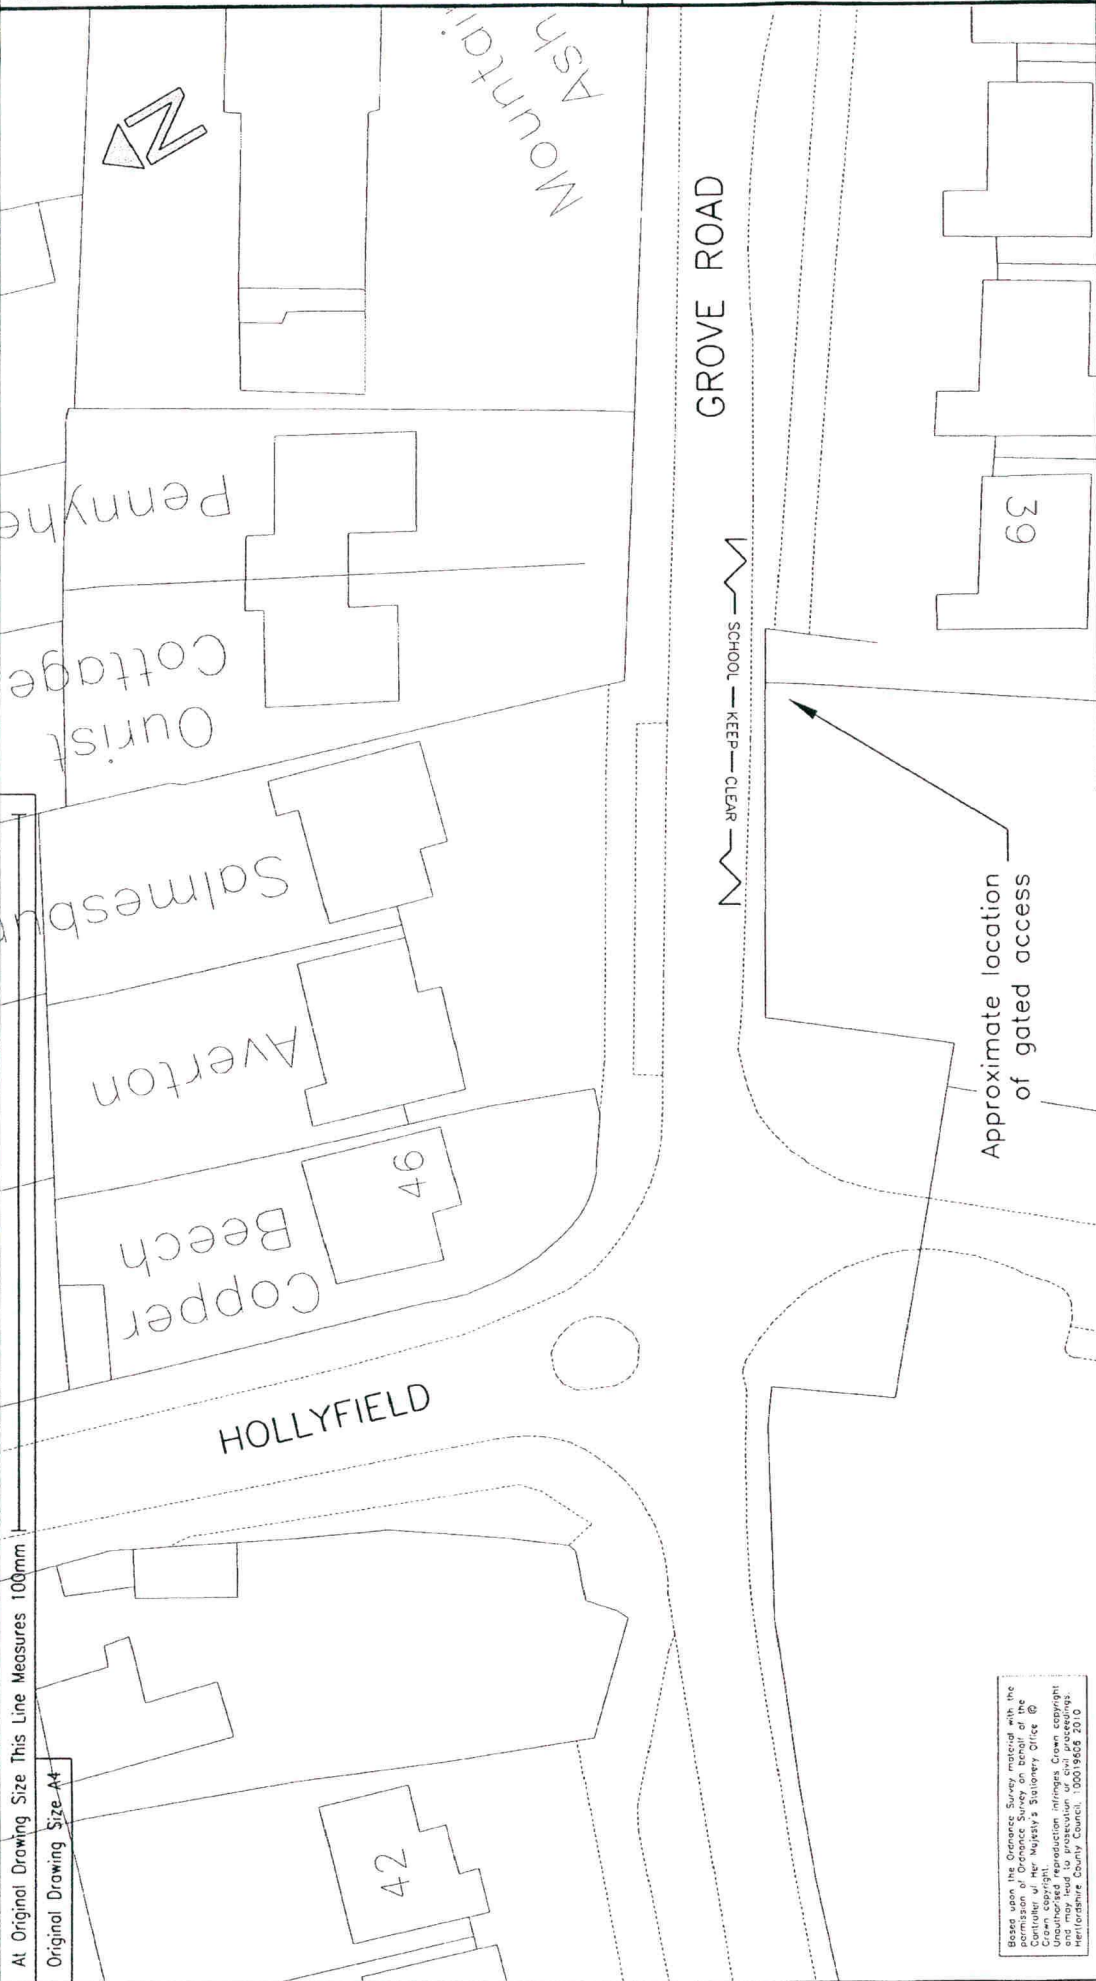 At Original Drawing Size This Line Measures 100mm
Original Drawing Size A4
N
Ash
GROVE ROAD
Cottage
Ourist
Averton
Copper
Beech
46
39
42
SCHOOL KEEP CLEAR
HOLLYFIELD
Approximate location
of gated access
Based upon the Ordnance Survey material with the
permission of Ordnance Survey on behalf of the
Controller of Her Majesty's Stationery Office ©
Crown copyright.
Unauthorised reproduction infringes Crown copyright
and may lead to prosecution or civil proceedings.
Hertfordshire County Council, 100019606 2010